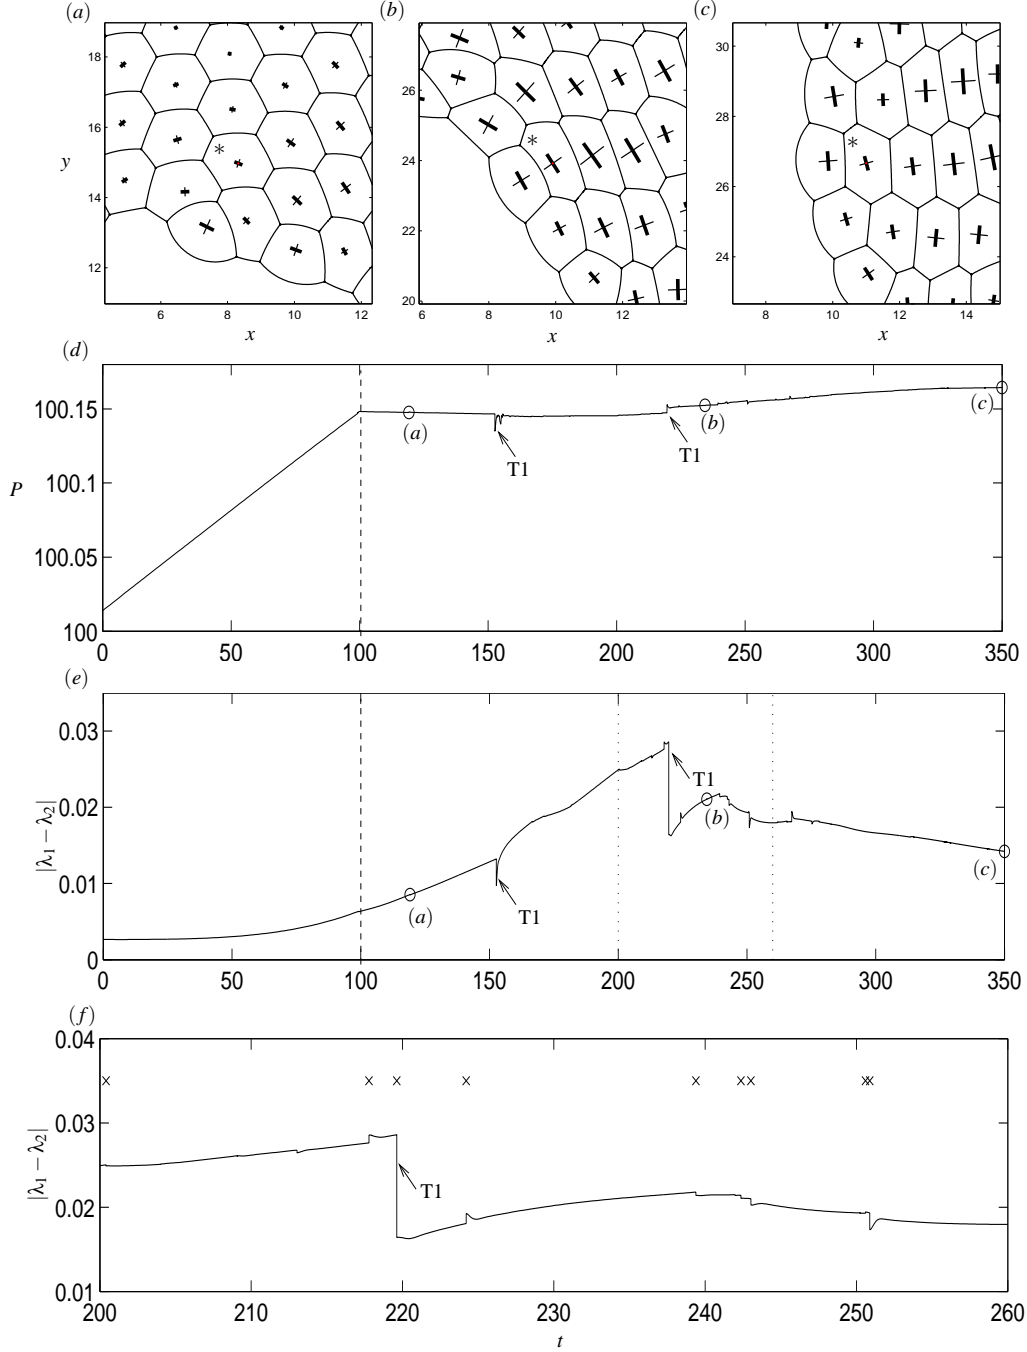 (a) (b) (c)
18
16
14
12
y
4 6 8 10 12
x
26
24
22
20
6 8 10 12
x
30
28
26
24
8 10 12 14
x
(d)
100.15
100.1
100.05
100
P
(a) (b) (c)
T1 T1
0 50 100 150 200 250 300 350
(e)
0.03
0.02
0.01
0
|λ1 − λ2|
T1
(b)
(c)
(a) T1
0 50 100 150 200 250 300 350
(f)
0.04
0.03
0.02
0.01
|λ1 − λ2|
T1
200 210 220 230 240 250 260
t